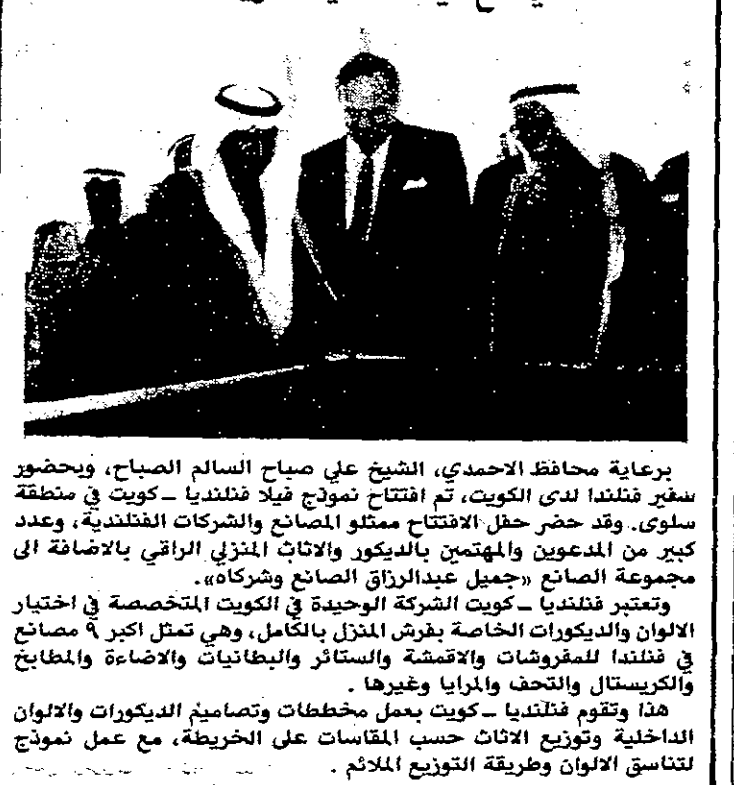 برعاية محافظ الاحمدي، الشيخ علي صباح السالم الصباح، وبحضور
سفير فنلندا لدى الكويت، تم افتتاح نموذج فيلا فنلنديا ــ كويت في منطقة
سلوى. وقد حضر حفل الافتتاح ممثلو المصانع والشركات الفنلندية، وعدد
كبير من المدعوين والمهتمين بالديكور والاثاث المنزلي الراقي بالاضافة الى
مجموعة الصانع «جميل عبدالرزاق الصانع وشركاه».
وتعتبر فنلنديا ــ كويت الشركة الوحيدة في الكويت المتخصصة في اختيار
الالوان والديكورات الخاصة بفرش المنزل بالكامل، وهي تمثل اكبر ٩ مصانع
في فنلندا للمفروشات والاقمشة والستائر والبطانيات والاضاءة والمطابخ
والكريستال والتحف والمرايا وغيرها .
هذا وتقوم فنلنديا ــ كويت بعمل مخططات وتصاميم الديكورات والالوان
الداخلية وتوزيع الاثاث حسب المقاسات على الخريطة، مع عمل نموذج
لتناسق الالوان وطريقة التوزيع الملائم .